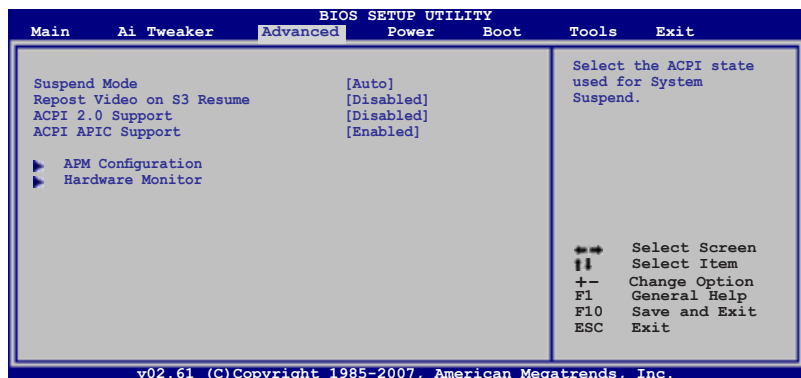 BIOS SETUP UTILITY
Main Ai Tweaker Advanced Power Boot Tools Exit
Suspend Mode [Auto]
Repost Video on S3 Resume [Disabled]
ACPI 2.0 Support [Disabled]
ACPI APIC Support [Enabled]
APM Configuration
Hardware Monitor
Select the ACPI state
used for System
Suspend.
Select Screen
Select Item
+- Change Option
F1 General Help
F10 Save and Exit
ESC Exit
v02.61 (C)Copyright 1985-2007, American Megatrends, Inc.